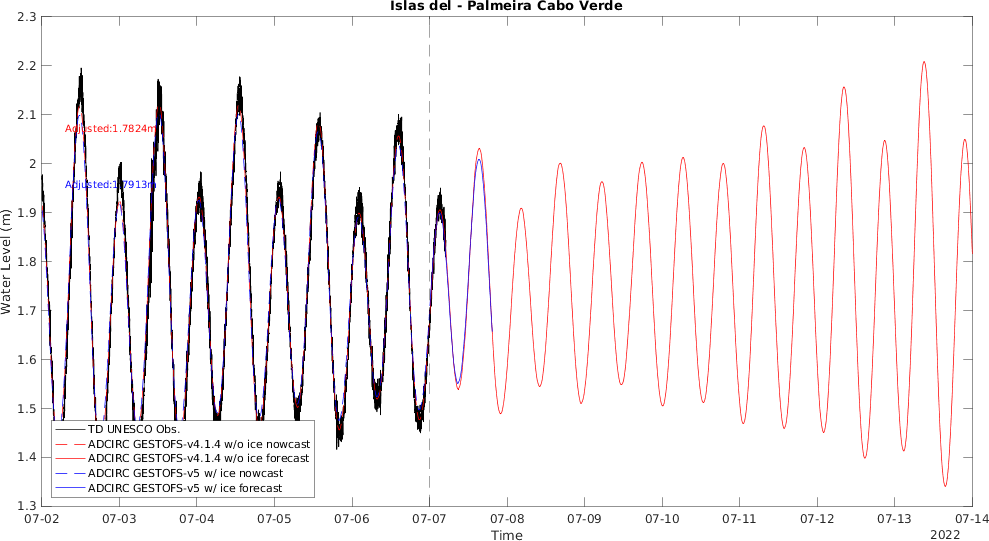 Islas del - Palmeira Cabo Verde
2.3
2.2
2.1
2
1.9
1.8
1.7
1.6
1.5
1.4
1.3
Water Level (m)
Adjusted:1.7824m
Adjusted:1.7913m
TD UNESCO Obs.
ADCIRC GESTOFS-v4.1.4 w/o ice nowcast
ADCIRC GESTOFS-v4.1.4 w/o ice forecast
ADCIRC GESTOFS-v5 w/ ice nowcast
ADCIRC GESTOFS-v5 w/ ice forecast
07-02 07-03 07-04 07-05 07-06 07-07 07-08 07-09 07-10 07-11 07-12 07-13 07-14
Time
2022